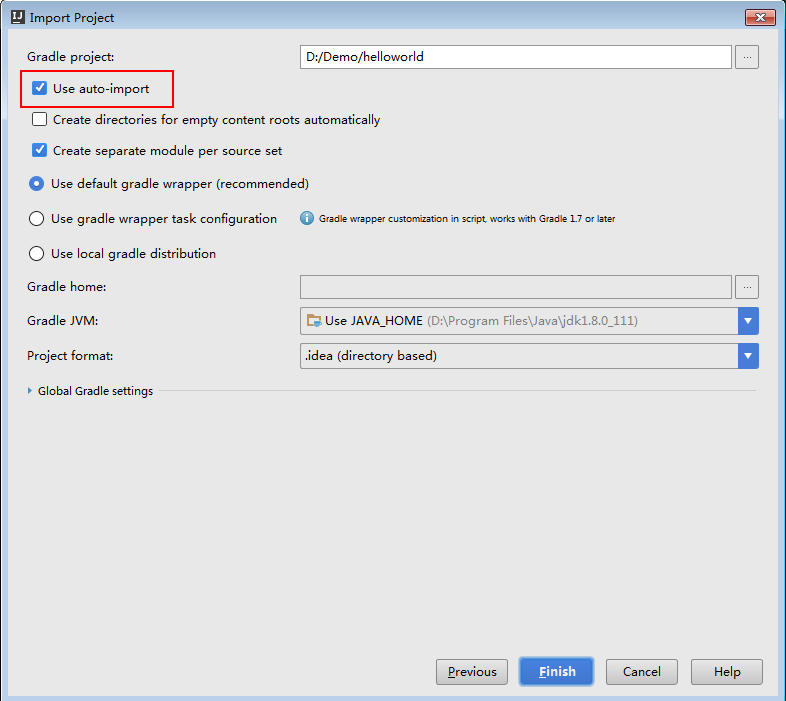 Import Project
Gradle project:
D:/Demo/helloworld
...
Use auto-import
Create directories for empty content roots automatically
Create separate module per source set
Use default gradle wrapper (recommended)
Use gradle wrapper task configuration
Gradle wrapper customization in script, works with Gradle 1.7 or later
Use local gradle distribution
Gradle home:
...
Gradle JVM:
Use JAVA_HOME (D:\Program Files\Java\jdk1.8.0_111)
Project format:
.idea (directory based)
Global Gradle settings
Previous
Finish
Cancel
Help